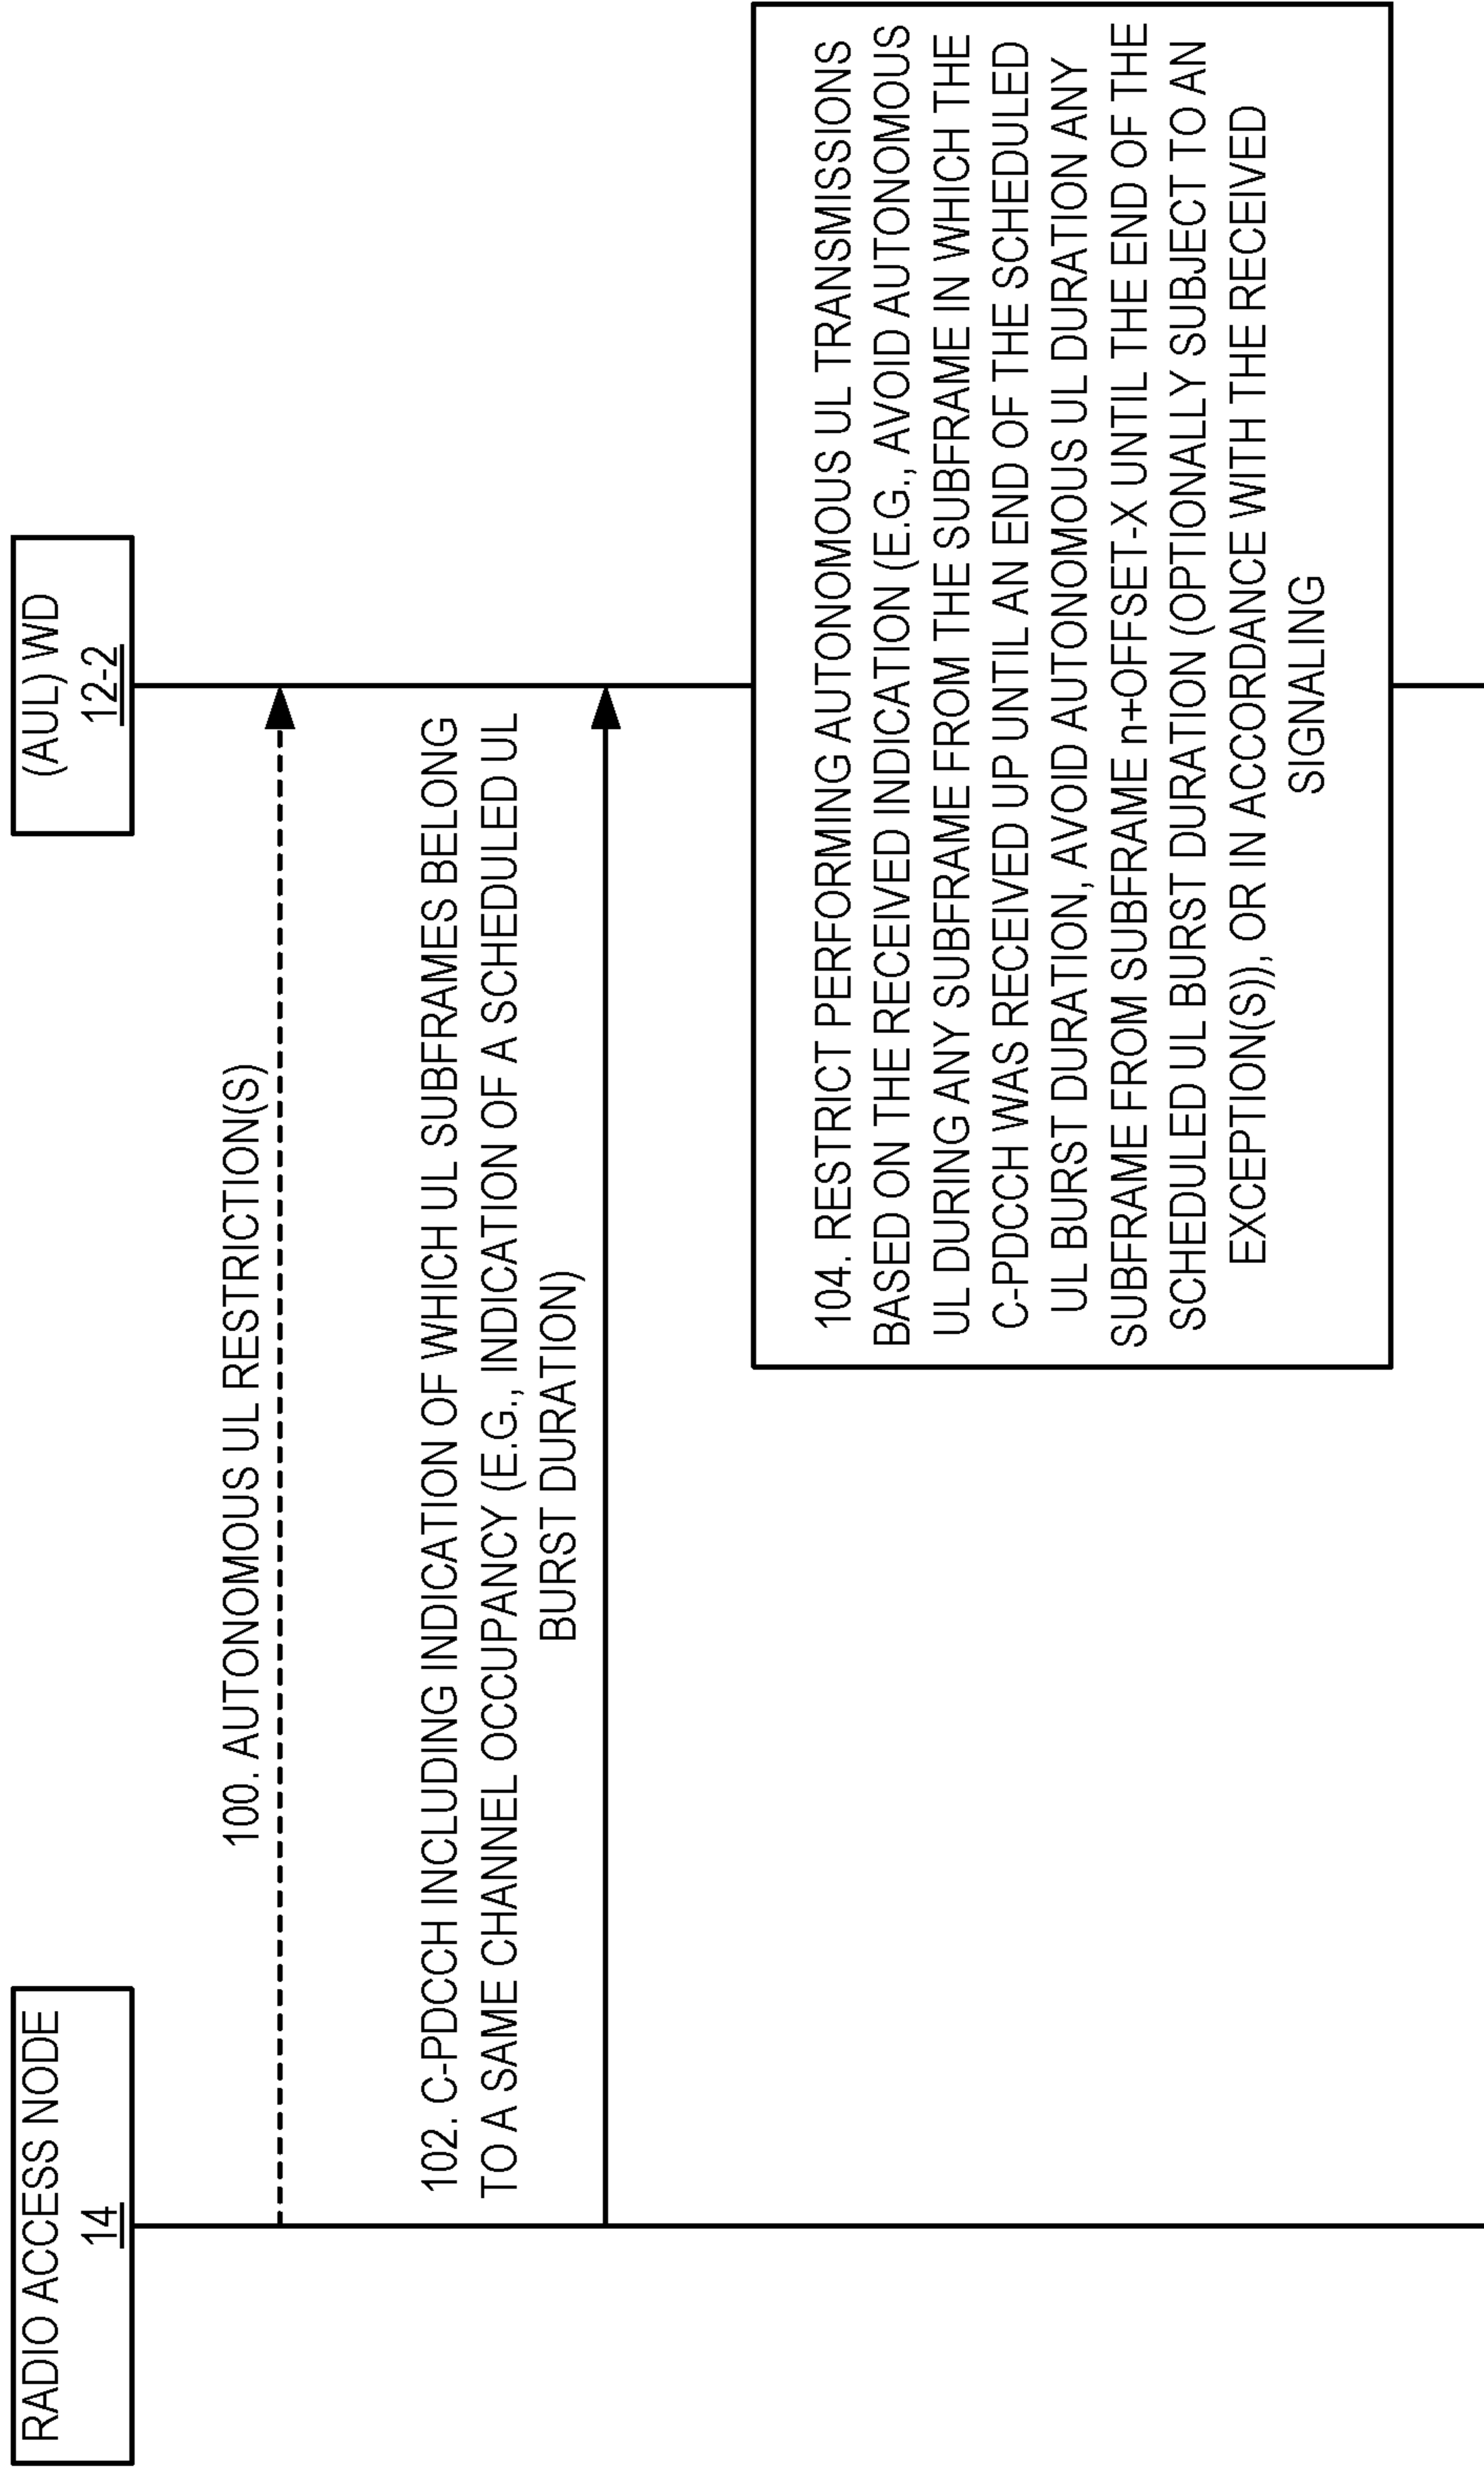 RADIO ACCESS NODE
14
(AUL) WD
12-2
100. AUTONOMOUS UL RESTRICTION(S)
102. C-PDCCH INCLUDING INDICATION OF WHICH UL SUBFRAMES BELONG
TO A SAME CHANNEL OCCUPANCY (E.G., INDICATION OF A SCHEDULED UL
BURST DURATION)
104. RESTRICT PERFORMING AUTONOMOUS UL TRANSMISSIONS
BASED ON THE RECEIVED INDICATION (E.G., AVOID AUTONOMOUS
UL DURING ANY SUBFRAME FROM THE SUBFRAME IN WHICH THE
C-PDCCH WAS RECEIVED UP UNTIL AN END OF THE SCHEDULED
UL BURST DURATION, AVOID AUTONOMOUS UL DURATION ANY
SUBFRAME FROM SUBFRAME n+OFFSET-X UNTIL THE END OF THE
SCHEDULED UL BURST DURATION (OPTIONALLY SUBJECT TO AN
EXCEPTION(S)), OR IN ACCORDANCE WITH THE RECEIVED
SIGNALING